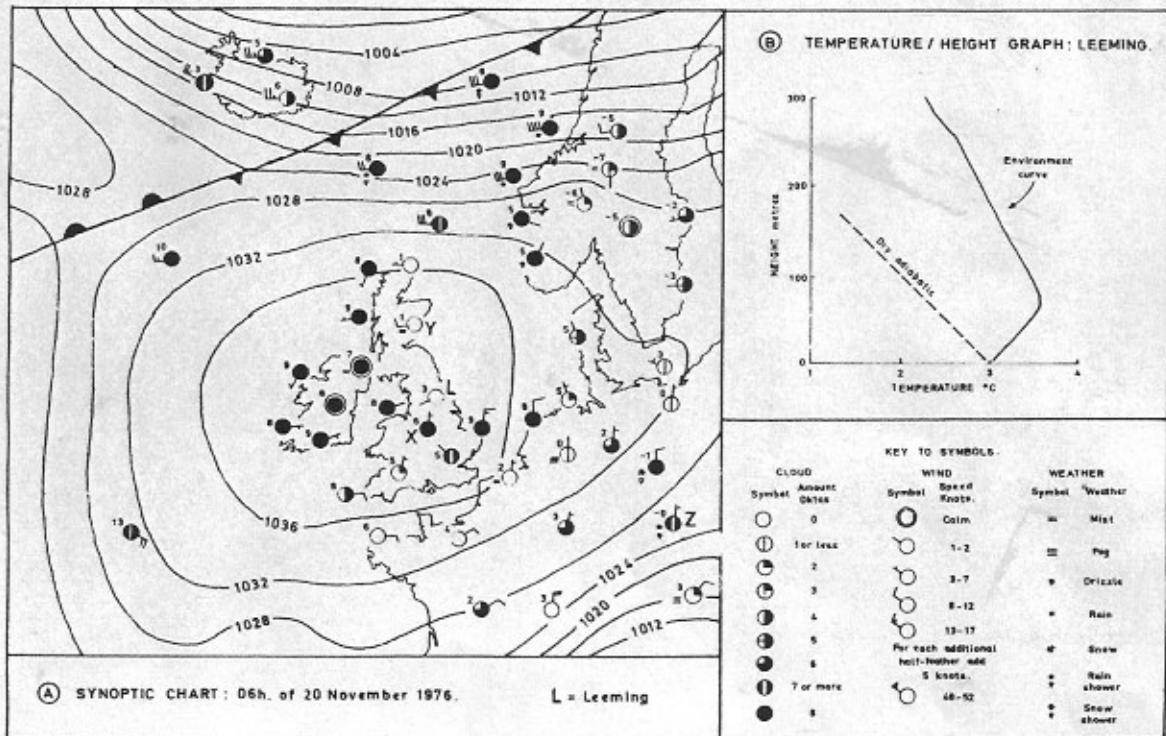 1004
1008
1012
1016
1020
1024
1028
1028
1032
1036
1032
1028
1024
1020
1012
Y
L
X
Z
Ⓐ SYNOPTIC CHART : 06h. of 20 November 1976. L = Leeming
Ⓑ TEMPERATURE / HEIGHT GRAPH : LEEMING.
300
200
100
0
HEIGHT metres
Environment
curve
Dry adiabatic
1 2 3 4
TEMPERATURE °C
KEY TO SYMBOLS.
CLOUD WIND WEATHER
Symbol Amount Oktas
Symbol Speed Knots.
Symbol Weather
0 Calm Mist
1 or less 1-2 Fog
2 3-7 Drizzle
3 8-12 Rain
4 13-17 Snow
5 For each additional half-feather add 5 knots. Rain shower
6 48-52 Snow shower
7 or more
8